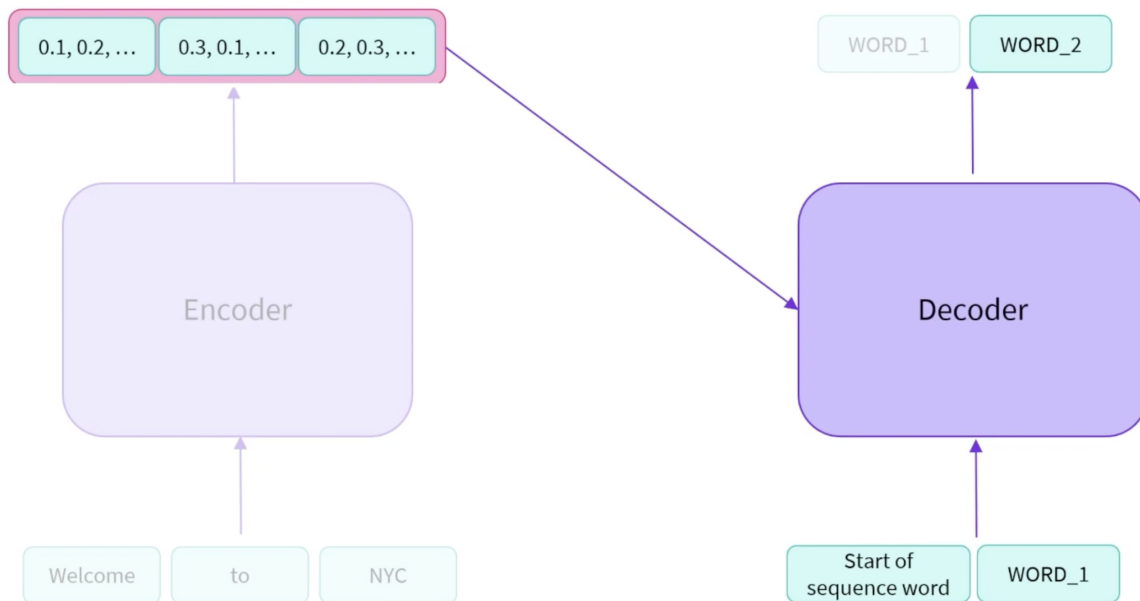 0.1, 0.2, ...
0.3, 0.1, ...
0.2, 0.3, ...
WORD_1
WORD_2
Encoder
Decoder
Welcome
to
NYC
Start of
sequence word
WORD_1